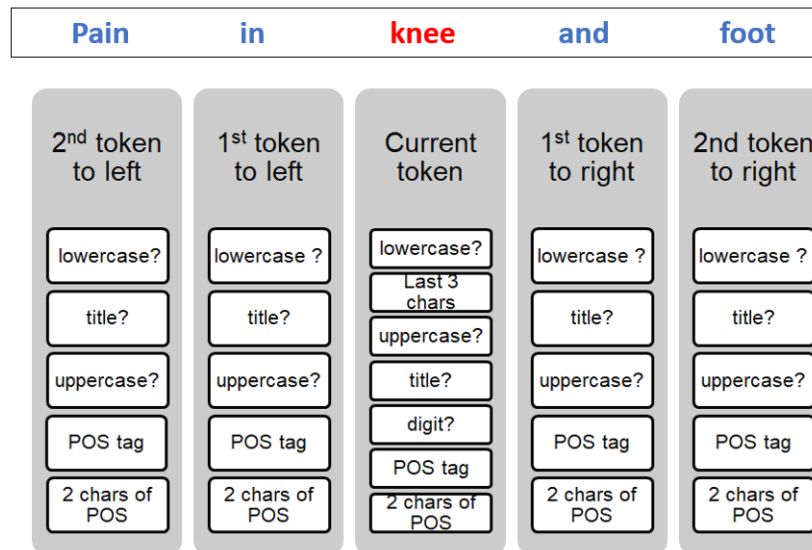 Pain in knee and foot
2nd token to left
lowercase?
title?
uppercase?
POS tag
2 chars of POS
1st token to left
lowercase ?
title?
uppercase?
POS tag
2 chars of POS
Current token
lowercase?
Last 3 chars
uppercase?
title?
digit?
POS tag
2 chars of POS
1st token to right
lowercase ?
title?
uppercase?
POS tag
2 chars of POS
2nd token to right
lowercase ?
title?
uppercase?
POS tag
2 chars of POS